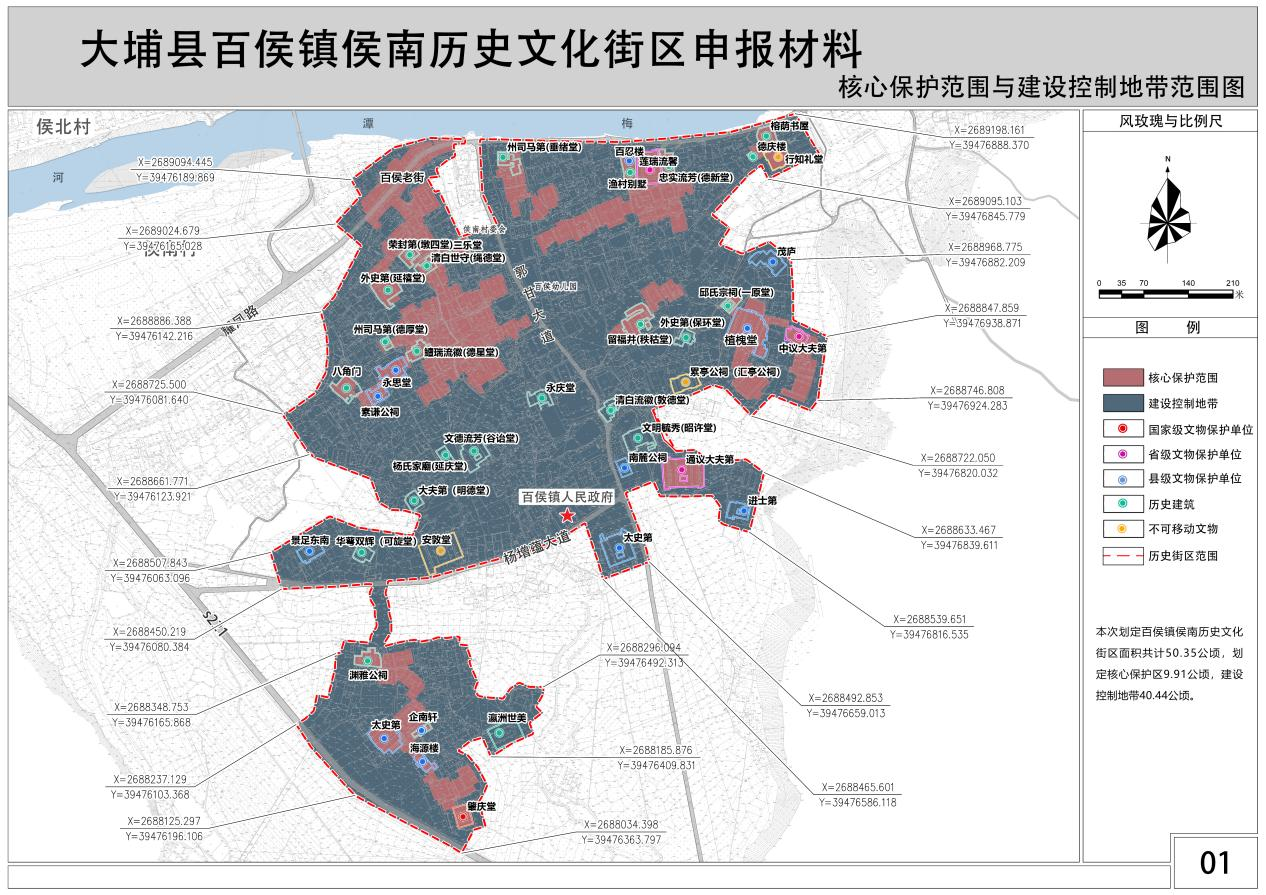 大埔县百侯镇侯南历史文化街区申报材料
核心保护范围与建设控制地带范围图
侯北村
潭
梅
河
风玫瑰与比例尺
N
0 35 70 140 210 米
图 例
核心保护范围
建设控制地带
国家级文物保护单位
省级文物保护单位
县级文物保护单位
历史建筑
不可移动文物
历史街区范围
本次划定百侯镇侯南历史文化
街区面积共计50.35公顷，划
定核心保护区9.91公顷，建设
控制地带40.44公顷。
01
X=2689094.445
Y=39476189.869
X=2689024.679
Y=39476165.028
侯南村
X=2688886.388
Y=39476142.216
X=2688725.500
Y=39476081.640
X=2688661.771
Y=39476123.921
X=2688507.843
Y=39476063.096
X=2688450.219
Y=39476080.384
X=2688348.753
Y=39476165.868
X=2688237.129
Y=39476103.368
X=2688125.297
Y=39476196.106
X=2689198.161
Y=39476888.370
X=2689095.103
Y=39476845.779
X=2688968.775
Y=39476882.209
X=2688847.859
Y=39476938.871
X=2688746.808
Y=39476924.283
X=2688722.050
Y=39476820.032
X=2688633.467
Y=39476839.611
X=2688539.651
Y=39476816.535
X=2688492.853
Y=39476659.013
X=2688465.601
Y=39476586.118
X=2688296.094
Y=39476492.313
X=2688185.876
Y=39476409.831
X=2688034.398
Y=39476363.797
百侯老街
州司马第(垂绪堂)
百忍楼
莲瑞流馨
渔村别墅
忠实流芳(德新堂)
榕荫书屋
德庆楼
行知礼堂
侯南村委会
荣封第(墩四堂)
三乐堂
清白世守(绳德堂)
外史第(延禧堂)
郭甘大道
百侯幼儿园
茂庐
邱氏宗祠(一原堂)
外史第(保环堂)
留福井(秩秸堂)
植槐堂
中议大夫第
州司马第(德厚堂)
鱣瑞流徽(德星堂)
八角门
永思堂
素谦公祠
累亭公祠（汇亭公祠）
永庆堂
清白流徽(敦德堂)
文明毓秀(昭许堂)
文德流芳(谷诒堂)
杨氏家廟(延庆堂)
南麓公祠
通议大夫第
大夫第（明德堂）
百侯镇人民政府
进士第
景足东南
华萼双辉（可旋堂）
安敦堂
杨增蕴大道
太史第
渊雅公祠
太史第
企南轩
海源楼
瀛洲世美
肇庆堂